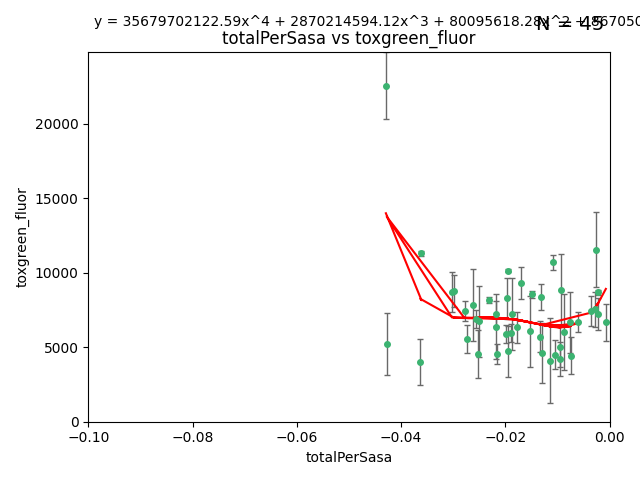 y = 35679702122.59x^4 + 2870214594.12x^3 + 80095618.28x^2 +
N = 45
totalPerSasa vs toxgreen_fluor
20000
15000
10000
5000
0
toxgreen_fluor
−0.10 −0.08 −0.06 −0.04 −0.02 0.00
totalPerSasa